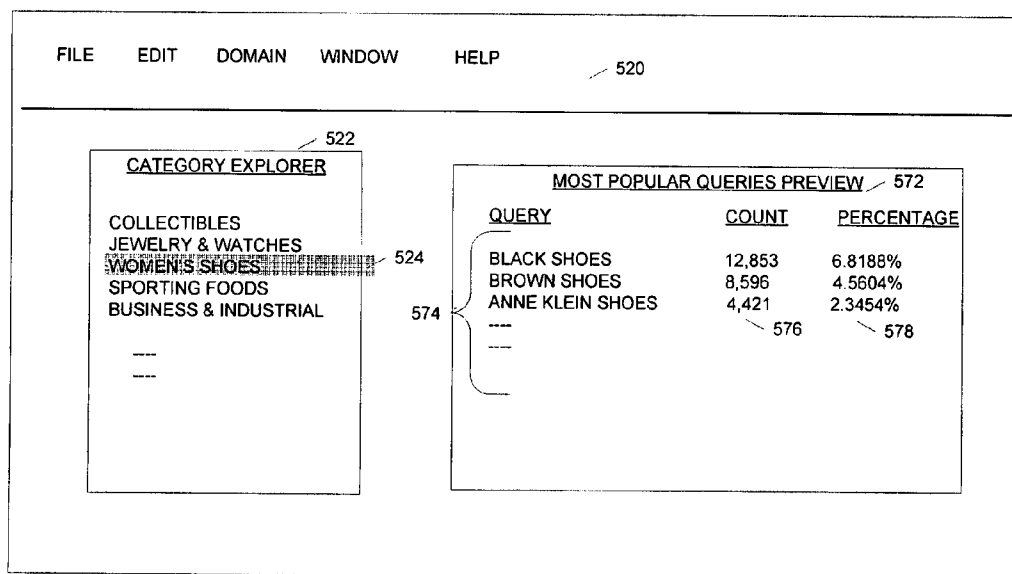 FILE EDIT DOMAIN WINDOW HELP 520
522
CATEGORY EXPLORER
COLLECTIBLES
JEWELRY & WATCHES
WOMEN'S SHOES
SPORTING FOODS
BUSINESS & INDUSTRIAL
----
----
524
MOST POPULAR QUERIES PREVIEW 572
QUERY COUNT PERCENTAGE
BLACK SHOES 12,853 6.8188%
BROWN SHOES 8,596 4.5604%
ANNE KLEIN SHOES 4,421 2.3454%
----
----
574
576
578